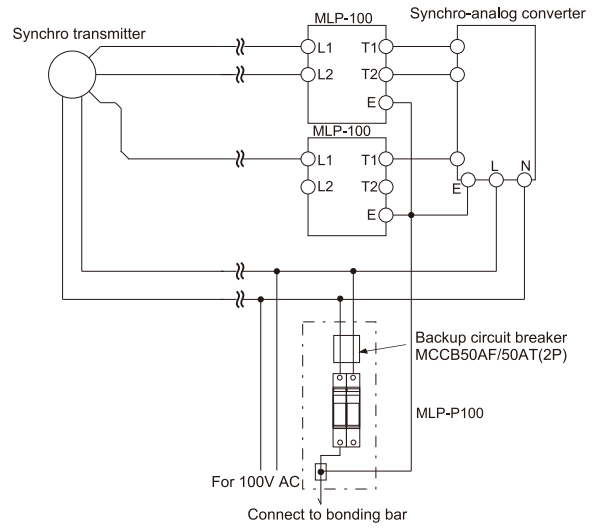 MLP-100
Synchro-analog converter
Synchro transmitter
L1
T1
L2
T2
E
MLP-100
L1
T1
L2
T2
E
E
L
N
Backup circuit breaker
MCCB50AF/50AT(2P)
MLP-P100
For 100V AC
Connect to bonding bar